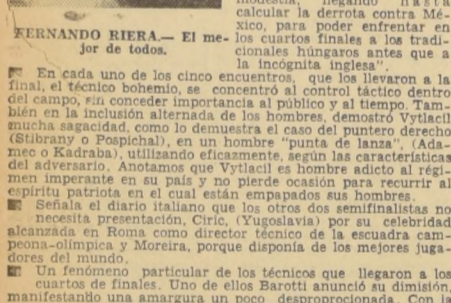 modestia, llegando hasta
calcular la derrota contra Mé-
xico, para poder enfrentar en
los cuartos finales a los tradi-
cionales húngaros antes que a
la incógnita inglesa".
FERNANDO RIERA.— El me-
jor de todos.
En cada uno de los cinco encuentros, que los llevaron a la
final, el técnico bohemio, se concentró al control táctico dentro
del campo, sin conceder importancia al público y al tiempo. Tam-
bién en la inclusión alternada de los hombres, demostró Vytlacil
mucha sagacidad, como lo demuestra el caso del puntero derecho
(Stibrany o Pospichal), en un hombre "punta de lanza", (Ada-
mec o Kadraba), utilizando eficazmente, según las características
del adversario. Anotamos que Vytlacil es hombre adicto al régi-
men imperante en su país y no pierde ocasión para recurrir al
espíritu patriota en el cual están empapados sus hombres.
Señala el diario italaino que los otros dos semifinalistas no
necesita presentación, Ciric, (Yugoslavia) por su celebridad
alcanzada en Roma como director técnico de la escuadra cam-
peona-olímpica y Moreira, porque disponía de los mejores juga-
dores del mundo.
Un fenómeno particular de los técnicos que llegaron a los
cuartos de finales. Uno de ellos Barotti anunció su dimisión,
manifestando una amargura un poco desproporcionada. Con la